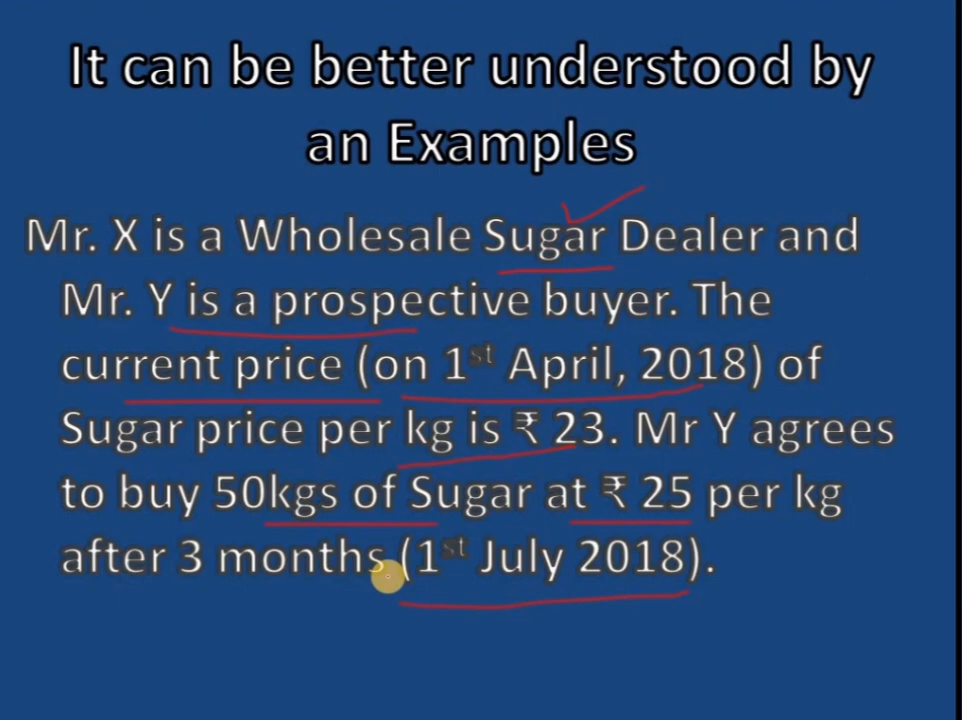 It can be better understood by
an Examples
Mr. X is a Wholesale Sugar Dealer and
Mr. Y is a prospective buyer. The
current price (on 1st April, 2018) of
Sugar price per kg is ₹ 23. Mr Y agrees
to buy 50kgs of Sugar at ₹ 25 per kg
after 3 months (1st July 2018).